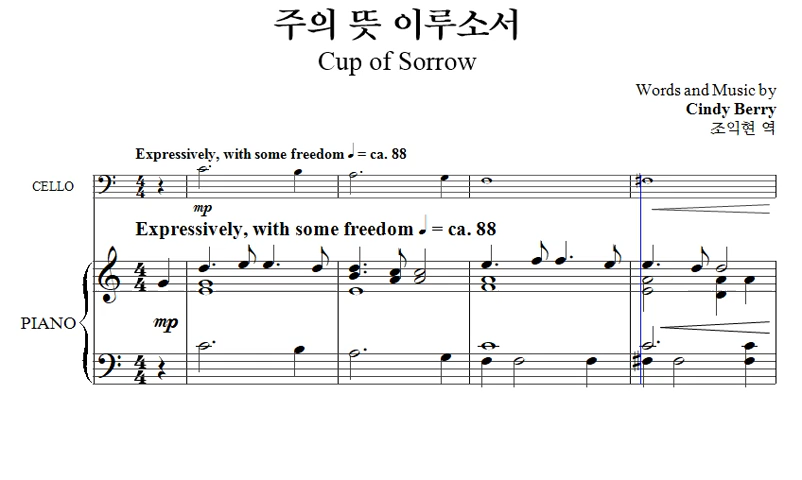 주의 뜻 이루소서
Cup of Sorrow
Words and Music by
Cindy Berry
조익현 역
Expressively, with some freedom ♩ = ca. 88
CELLO
mp
Expressively, with some freedom ♩ = ca. 88
PIANO
mp